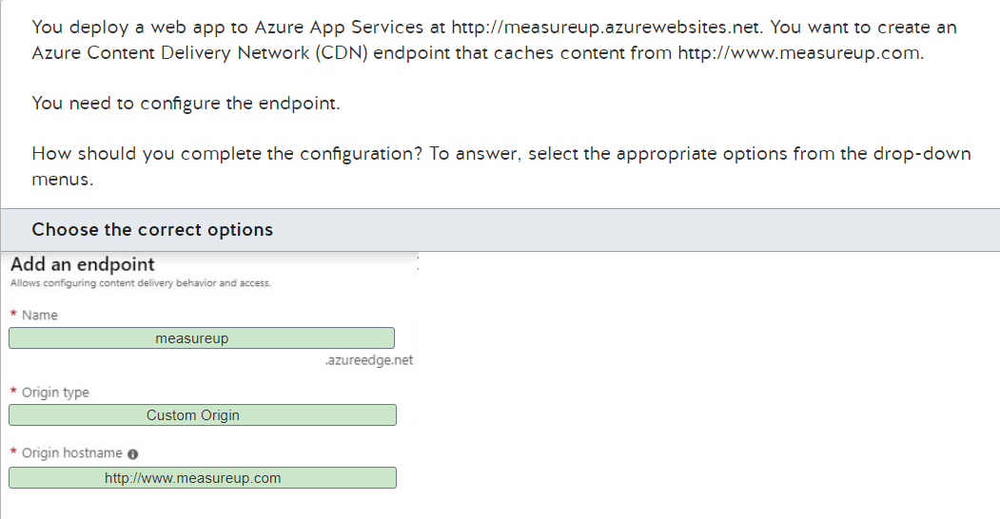 You deploy a web app to Azure App Services at http://measureup.azurewebsites.net. You want to create an
Azure Content Delivery Network (CDN) endpoint that caches content from http://www.measureup.com.
You need to configure the endpoint.
How should you complete the configuration? To answer, select the appropriate options from the drop-down
menus.
Choose the correct options
Add an endpoint
Allows configuring content delivery behavior and access.
* Name
measureup
.azureedge.net
* Origin type
Custom Origin
* Origin hostname
http://www.measureup.com